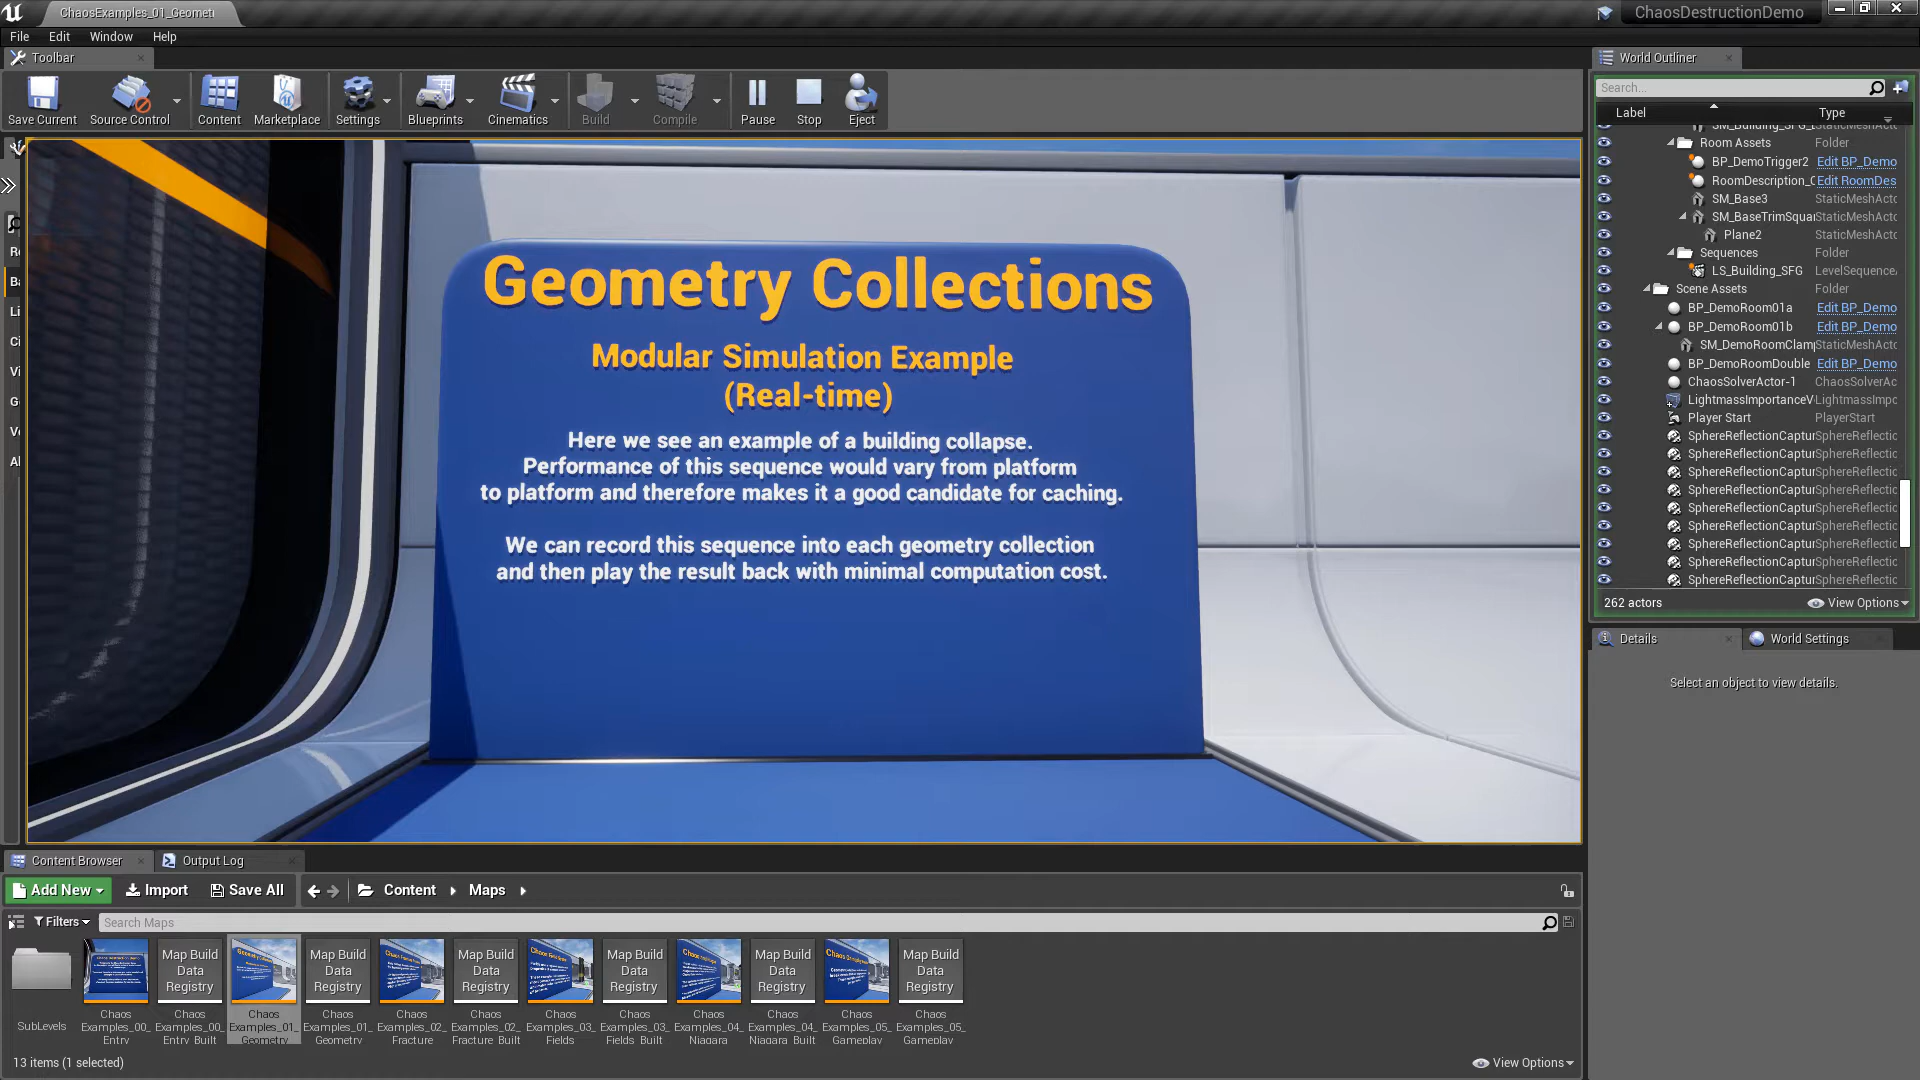 ChaosExamples_01_Geomet
ChaosDestructionDemo
File Edit Window Help
Toolbar
Save Current Source Control Content Marketplace Settings Blueprints Cinematics Build Compile Pause Stop Eject
Geometry Collections
Modular Simulation Example
(Real-time)
Here we see an example of a building collapse.
Performance of this sequence would vary from platform
to platform and therefore makes it a good candidate for caching.
We can record this sequence into each geometry collection
and then play the result back with minimal computation cost.
World Outliner
Search...
Label Type
Room Assets Folder
BP_DemoTrigger2 Edit BP_Demo
RoomDescription_ Edit RoomDes
SM_Base3 StaticMeshActo
SM_BaseTrimSqua StaticMeshActo
Plane2 StaticMeshActo
Sequences Folder
LS_Building_SFG LevelSequence
Scene Assets Folder
BP_DemoRoom01a Edit BP_Demo
BP_DemoRoom01b Edit BP_Demo
SM_DemoRoomClamp StaticMeshActo
BP_DemoRoomDouble Edit BP_Demo
ChaosSolverActor-1 ChaosSolverAc
LightmassImportanceV LightmassImpo
Player Start PlayerStart
SphereReflectionCaptur SphereReflectic
SphereReflectionCaptur SphereReflectic
SphereReflectionCaptur SphereReflectic
SphereReflectionCaptur SphereReflectic
SphereReflectionCaptur SphereReflectic
SphereReflectionCaptur SphereReflectic
SphereReflectionCaptur SphereReflectic
SphereReflectionCaptur SphereReflectic
SphereReflectionCaptur SphereReflectic
262 actors View Options
Details World Settings
Select an object to view details.
Content Browser Output Log
Add New Import Save All Content Maps
Filters Search Maps
Map Build Data Registry
Map Build Data Registry
Map Build Data Registry
Map Build Data Registry
Map Build Data Registry
Map Build Data Registry
SubLevels
Chaos Examples_00_ Entry
Chaos Examples_00_ Entry_Built
Chaos Examples_01_ Geometry
Chaos Examples_01_ Geometry
Chaos Examples_02_ Fracture
Chaos Examples_02_ Fracture_Built
Chaos Examples_03_ Fields
Chaos Examples_03_ Fields_Built
Chaos Examples_04_ Niagara
Chaos Examples_04_ Niagara_Built
Chaos Examples_05_ Gameplay
Chaos Examples_05_ Gameplay
13 items (1 selected) View Options